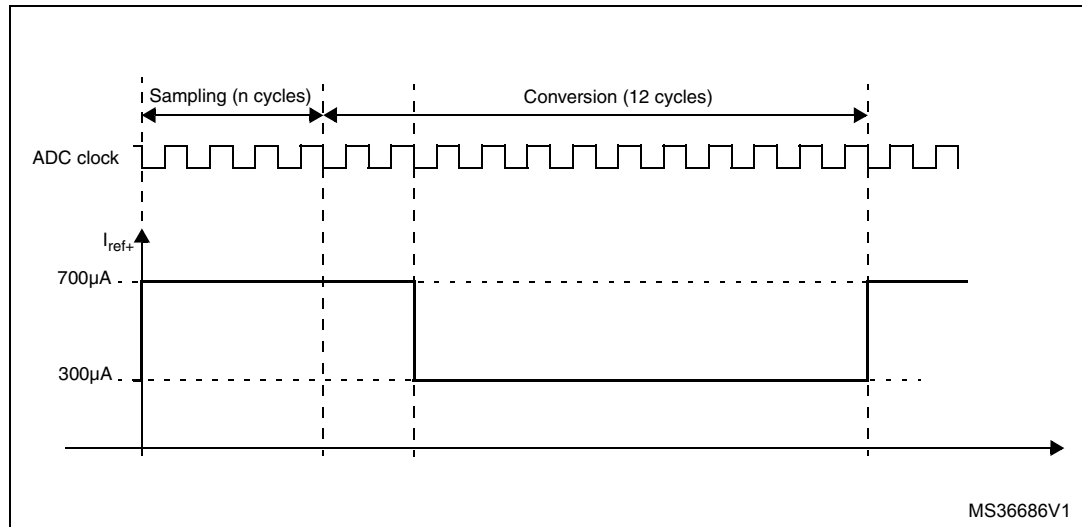 Sampling (n cycles)
Conversion (12 cycles)
ADC clock
Iref+
700µA
300µA
MS36686V1